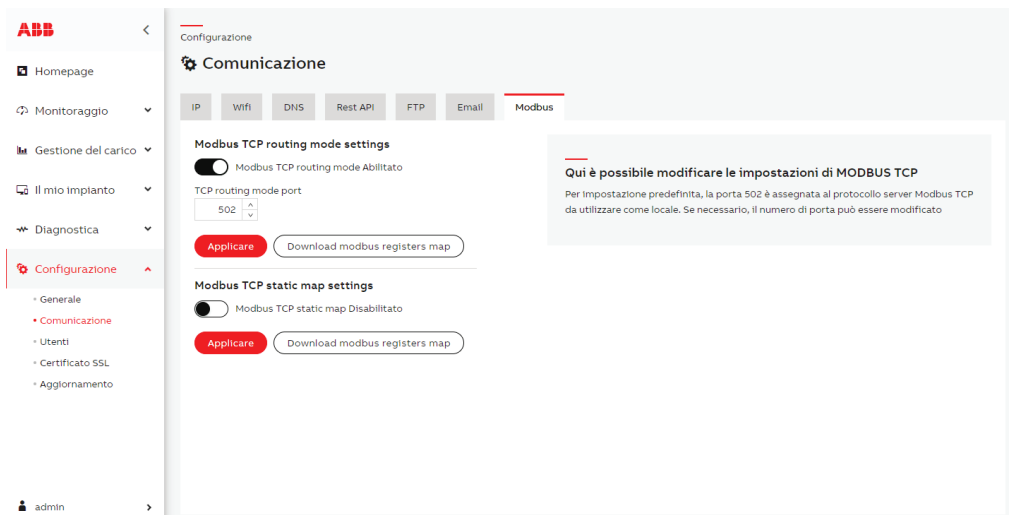 ABB
Homepage
Monitoraggio
Gestione del carico
Il mio impianto
Diagnostica
Configurazione
Generale
Comunicazione
Utenti
Certificato SSL
Aggiornamento
admin
Configurazione
Comunicazione
IP Wifi DNS Rest API FTP Email Modbus
Modbus TCP routing mode settings
Modbus TCP routing mode Abilitato
TCP routing mode port
502
Applicare Download modbus registers map
Modbus TCP static map settings
Modbus TCP static map Disabilitato
Applicare Download modbus registers map
Qui è possibile modificare le impostazioni di MODBUS TCP
Per impostazione predefinita, la porta 502 è assegnata al protocollo server Modbus TCP
da utilizzare come locale. Se necessario, il numero di porta può essere modificato